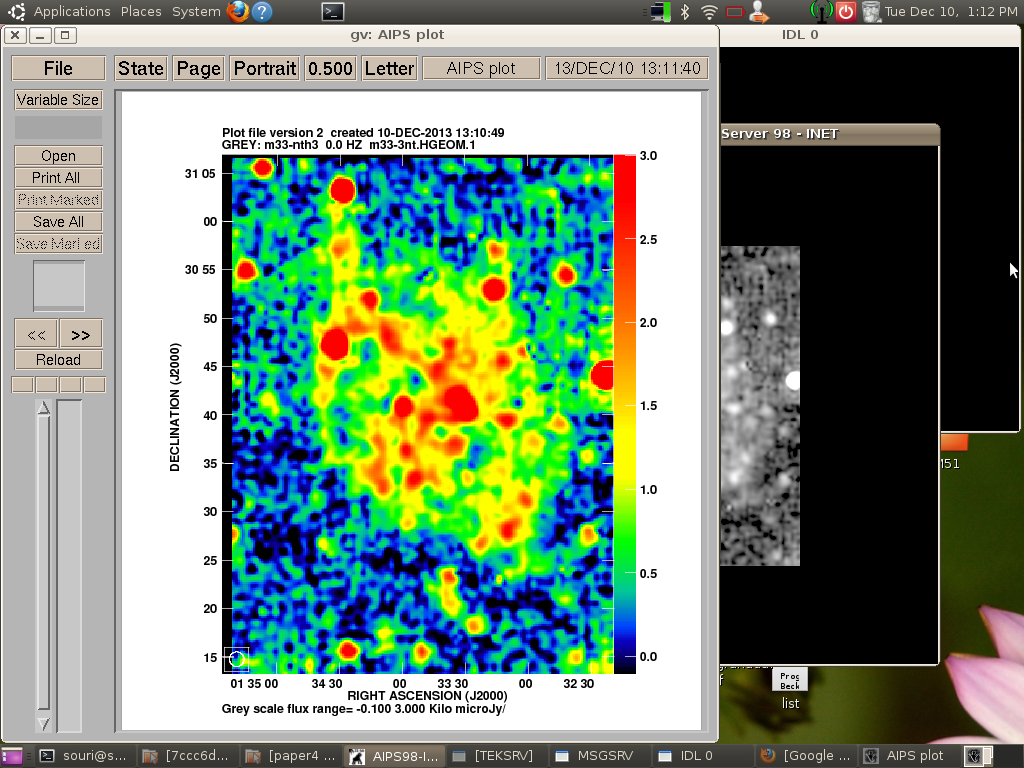 Applications Places System
Tue Dec 10, 1:12 PM
gv: AIPS plot
IDL 0
File
State
Page
Portrait
0.500
Letter
AIPS plot
13/DEC/10 13:11:40
Variable Size
Open
Print All
Print Marked
Save All
Save Marked
<<
>>
Reload
Server 98 - INET
Plot file version 2 created 10-DEC-2013 13:10:49
GREY: m33-nth3 0.0 HZ m33-3nt.HGEOM.1
DECLINATION (J2000)
31 05
00
30 55
50
45
40
35
30
25
20
15
3.0
2.5
2.0
1.5
1.0
0.5
0.0
01 35 00
34 30
00
33 30
00
32 30
RIGHT ASCENSION (J2000)
Grey scale flux range= -0.100 3.000 Kilo microJy/
M51
f
Prog
Beck
list
souri@s...
[7ccc6d...
[paper4 ...
AIPS98-I...
[TEKSRV]
MSGSRV
IDL 0
[Google ...
AIPS plot